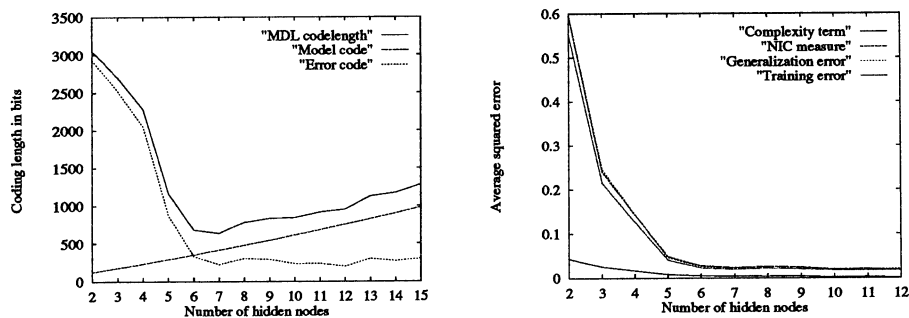 3500
3000
2500
2000
1500
1000
500
0
Coding length in bits
"MDL codelength"
"Model code"
"Error code"
2 3 4 5 6 7 8 9 10 11 12 13 14 15
Number of hidden nodes
0.6
0.5
0.4
0.3
0.2
0.1
0
Average squared error
"Complexity term"
"NIC measure"
"Generalization error"
"Training error"
2 3 4 5 6 7 8 9 10 11 12
Number of hidden nodes